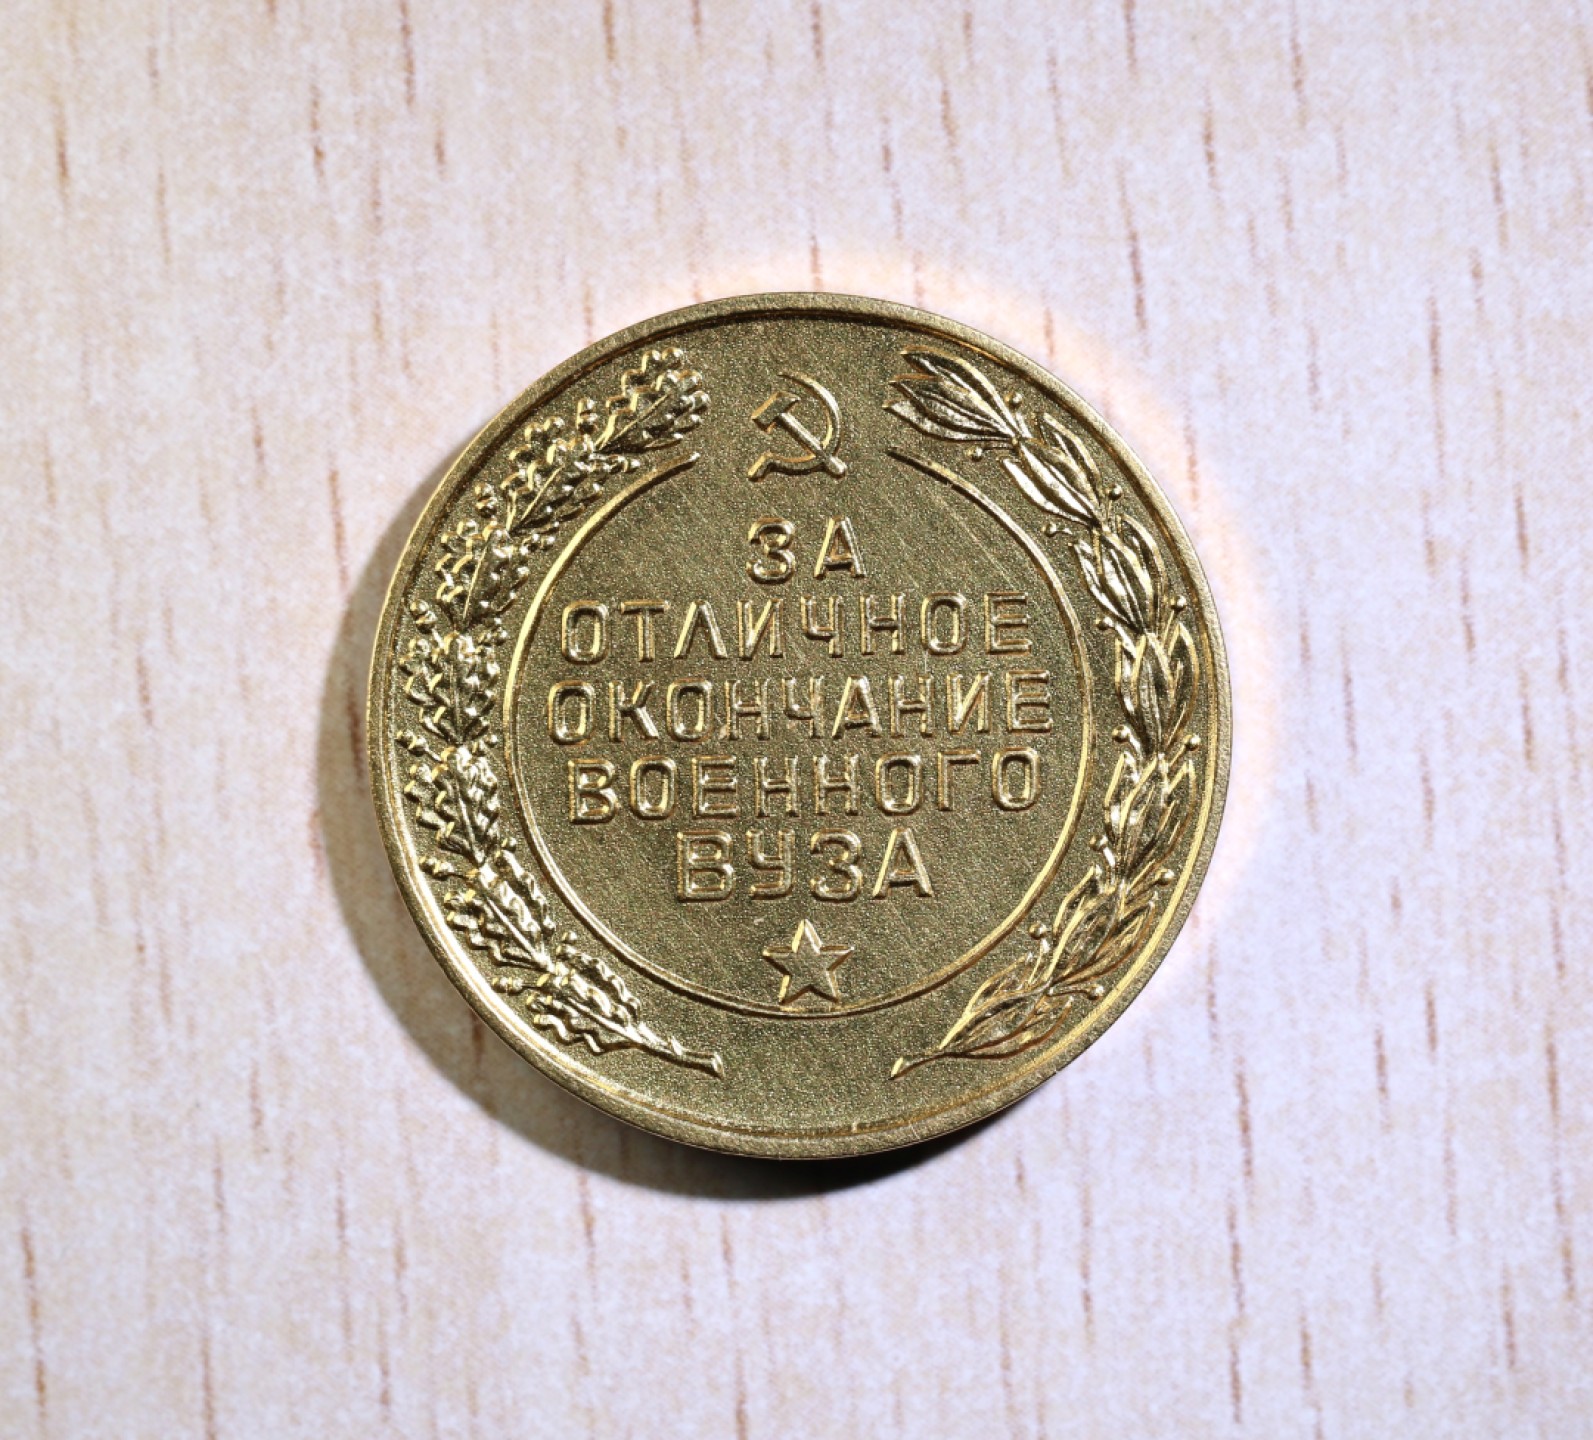 ЗА
ОТЛИЧНОЕ
ОКОНЧАНИЕ
ВОЕННОГО
ВУЗА